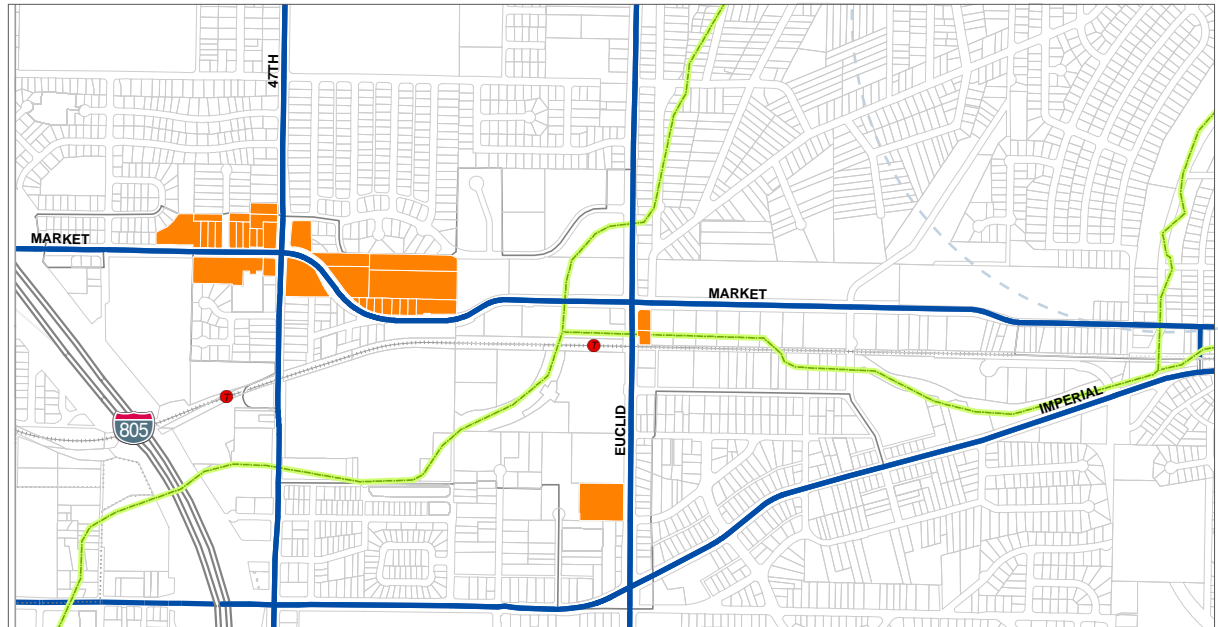 47TH
MARKET
MARKET
T
T
IMPERIAL
805
EUCLID